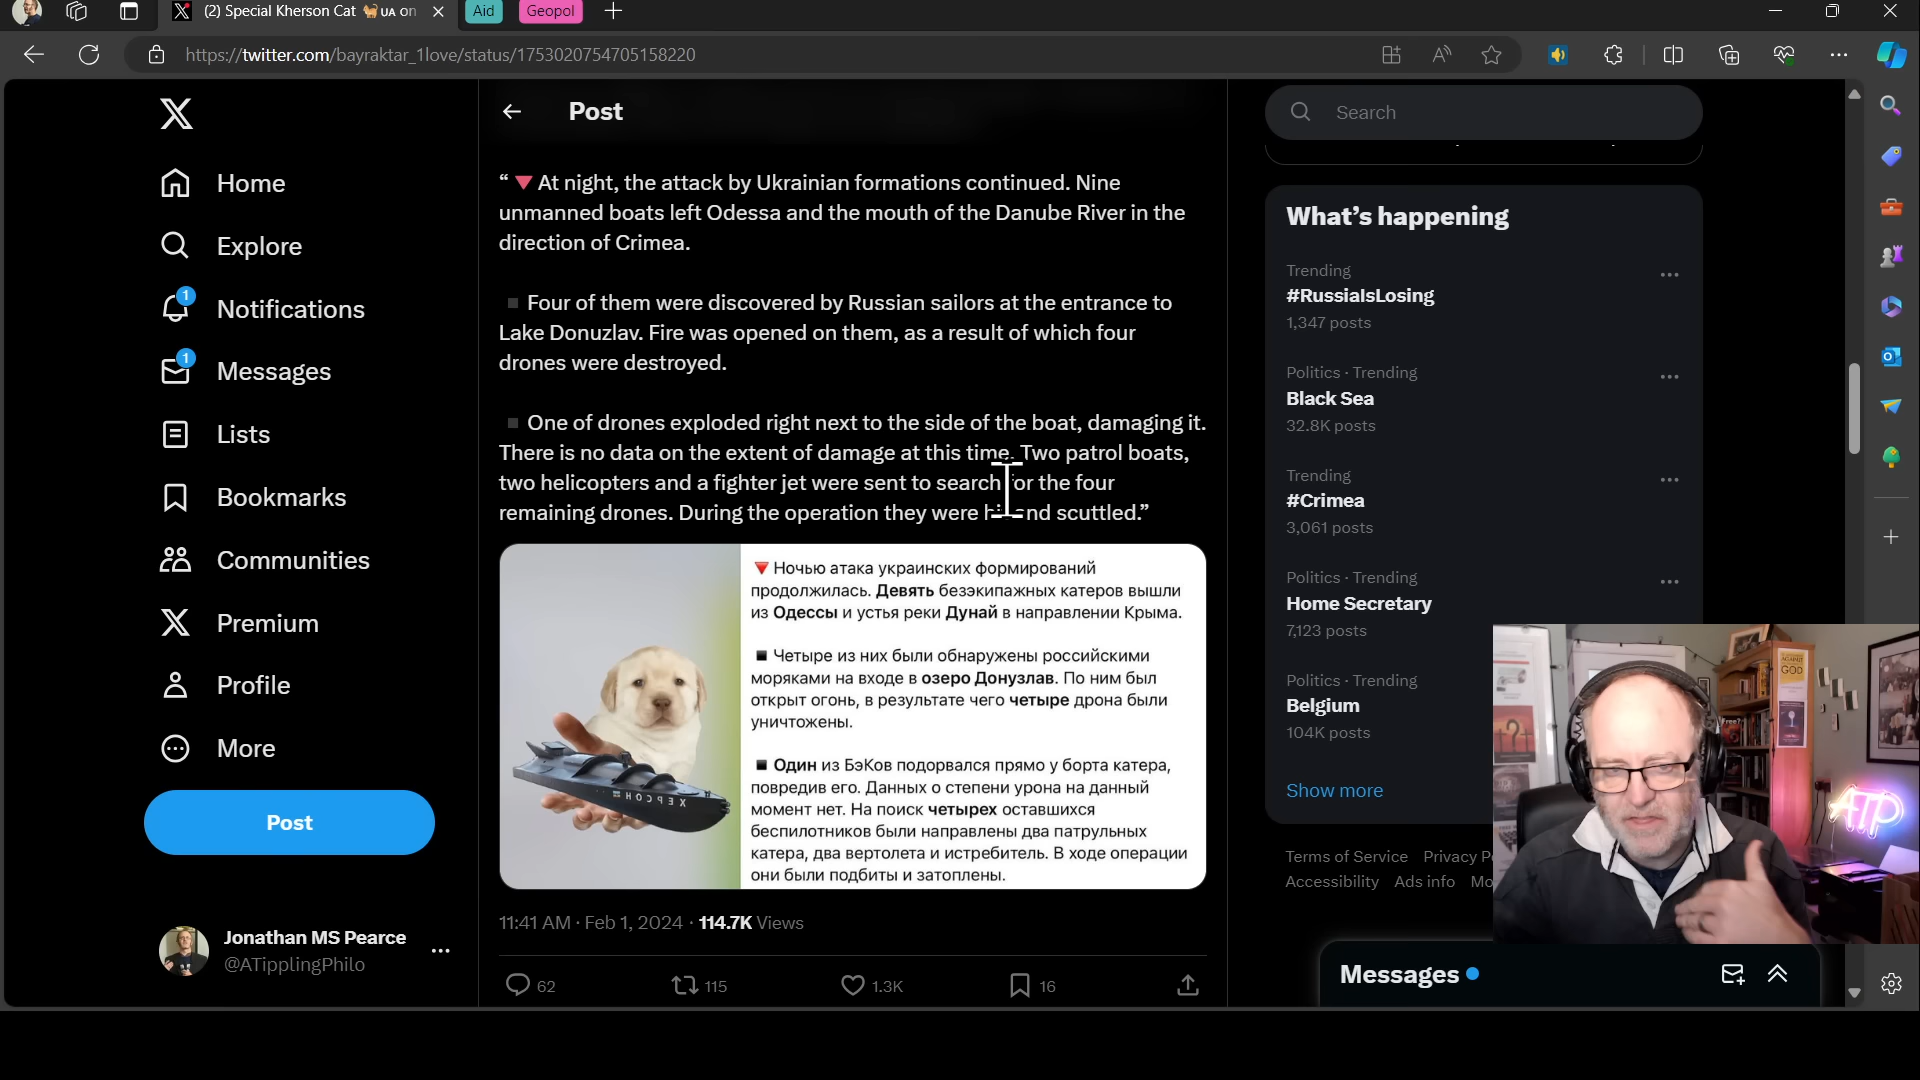 (2) Special Kherson Cat 🐈UA on
Aid
Geopol
https://twitter.com/bayraktar_1love/status/1753020754705158220
Home
Explore
1
Notifications
1
Messages
Lists
Bookmarks
Communities
Premium
Profile
More
Post
Jonathan MS Pearce
@ATipplingPhilo
Post
“🔻At night, the attack by Ukrainian formations continued. Nine
unmanned boats left Odessa and the mouth of the Danube River in the
direction of Crimea.
◾Four of them were discovered by Russian sailors at the entrance to
Lake Donuzlav. Fire was opened on them, as a result of which four
drones were destroyed.
◾One of drones exploded right next to the side of the boat, damaging it.
There is no data on the extent of damage at this time. Two patrol boats,
two helicopters and a fighter jet were sent to search for the four
remaining drones. During the operation they were and scuttled.”
🔻Ночью атака украинских формирований
продолжилась. Девять безэкипажных катеров вышли
из Одессы и устья реки Дунай в направлении Крыма.
◾Четыре из них были обнаружены российскими
моряками на входе в озеро Донузлав. По ним был
открыт огонь, в результате чего четыре дрона были
уничтожены.
◾Один из БэКов подорвался прямо у борта катера,
повредив его. Данных о степени урона на данный
момент нет. На поиск четырех оставшихся
беспилотников были направлены два патрульных
катера, два вертолета и истребитель. В ходе операции
они были подбиты и затоплены.
ХЕРСОН
11:41 AM · Feb 1, 2024 · 114.7K Views
62
115
1.3K
16
Search
What’s happening
Trending
#RussiaIsLosing
1,347 posts
Politics · Trending
Black Sea
32.8K posts
Trending
#Crimea
3,061 posts
Politics · Trending
Home Secretary
7,123 posts
Politics · Trending
Belgium
104K posts
Show more
Terms of Service Privacy
Accessibility Ads info
Messages
AGAINST
GOD
ATP